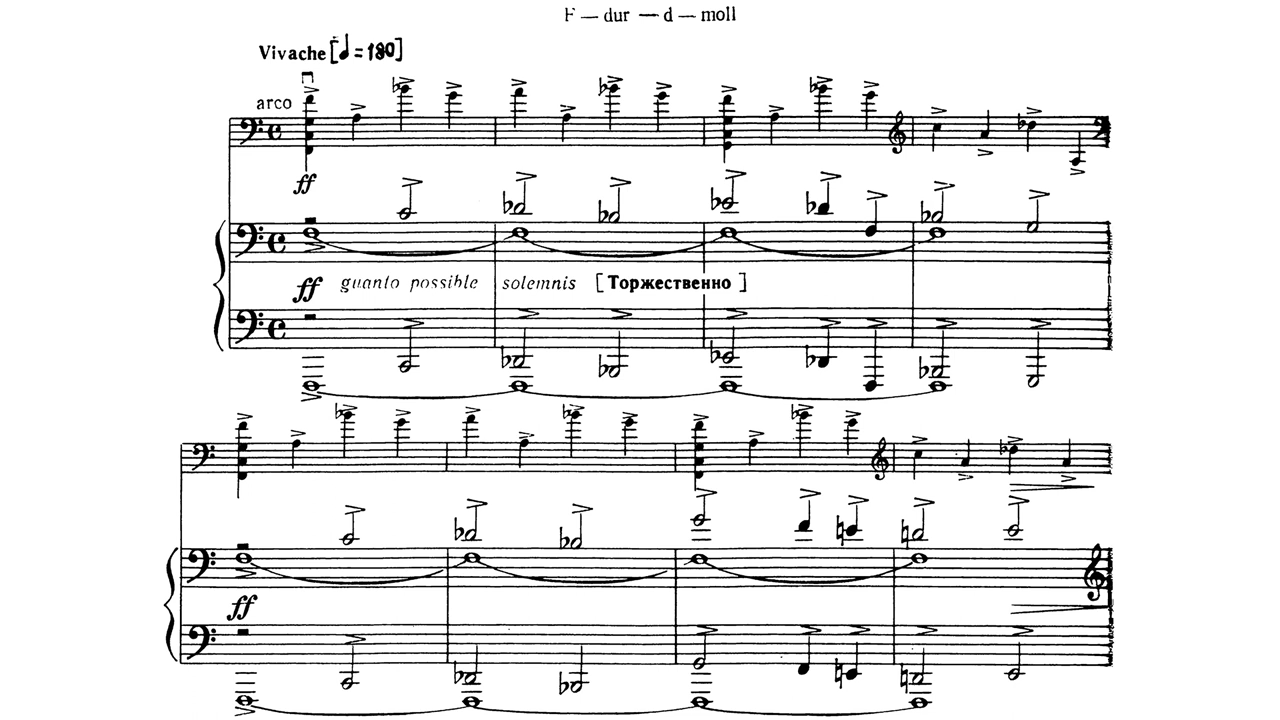 F — dur — d — moll
Vivache [♩ = 180]
arco
ff
ff guanto possible solemnis [Торжественно]
ff